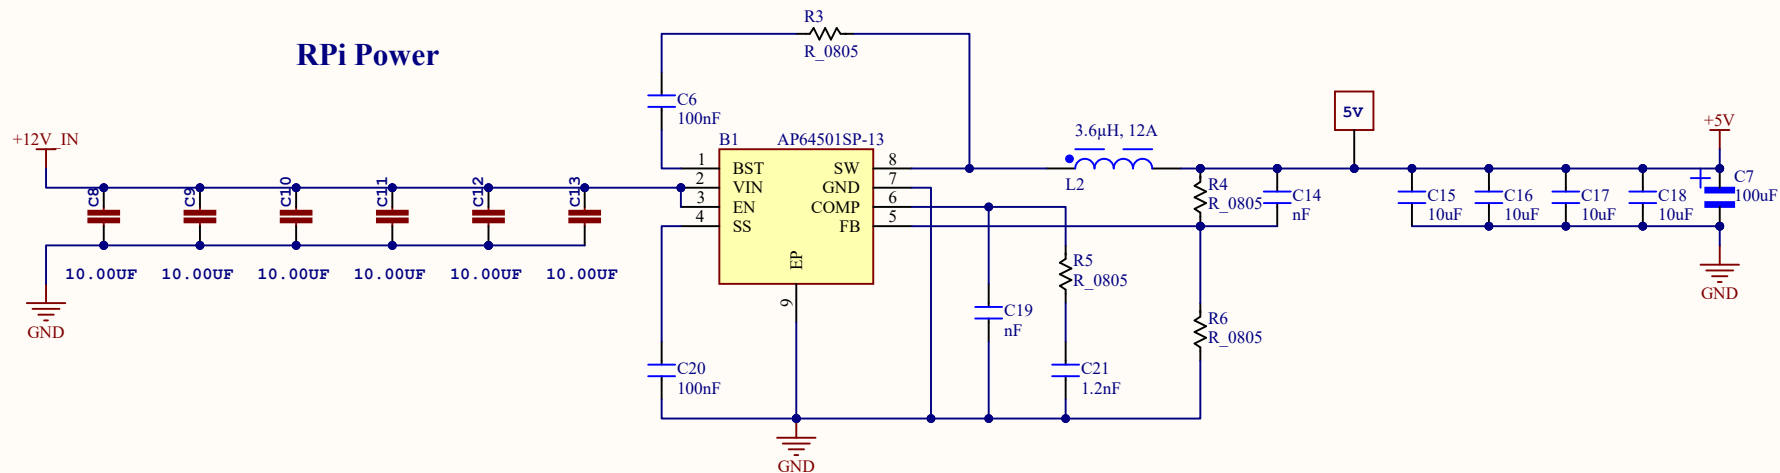 RPi Power
R3
R_0805
C6
100nF
B1
AP64501SP-13
+12V_IN
C8
C9
C10
C11
C12
C13
10.00UF
10.00UF
10.00UF
10.00UF
10.00UF
10.00UF
GND
1
BST
2
VIN
3
EN
4
SS
SW
8
GND
7
COMP
6
FB
5
EP
9
3.6µH, 12A
L2
5V
+5V
R4
R_0805
C14
nF
C15
10uF
C16
10uF
C17
10uF
C18
10uF
C7
100uF
GND
R5
R_0805
C19
nF
R6
R_0805
C20
100nF
C21
1.2nF
GND